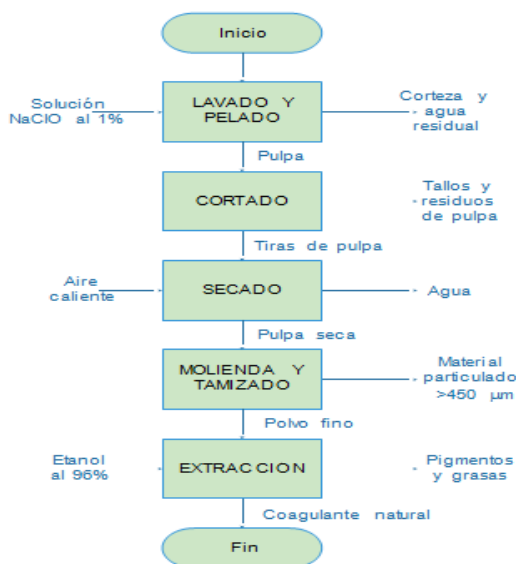 Inicio
Solución
NaClO al 1%
LAVADO Y
PELADO
Corteza y
agua
residual
Pulpa
CORTADO
Tallos y
residuos
de pulpa
Tiras de pulpa
Aire
caliente
SECADO
Agua
Pulpa seca
MOLIENDA Y
TAMIZADO
Material
particulado
>450 µm
Polvo fino
Etanol
al 96%
EXTRACCION
Pigmentos
y grasas
Coagulante natural
Fin